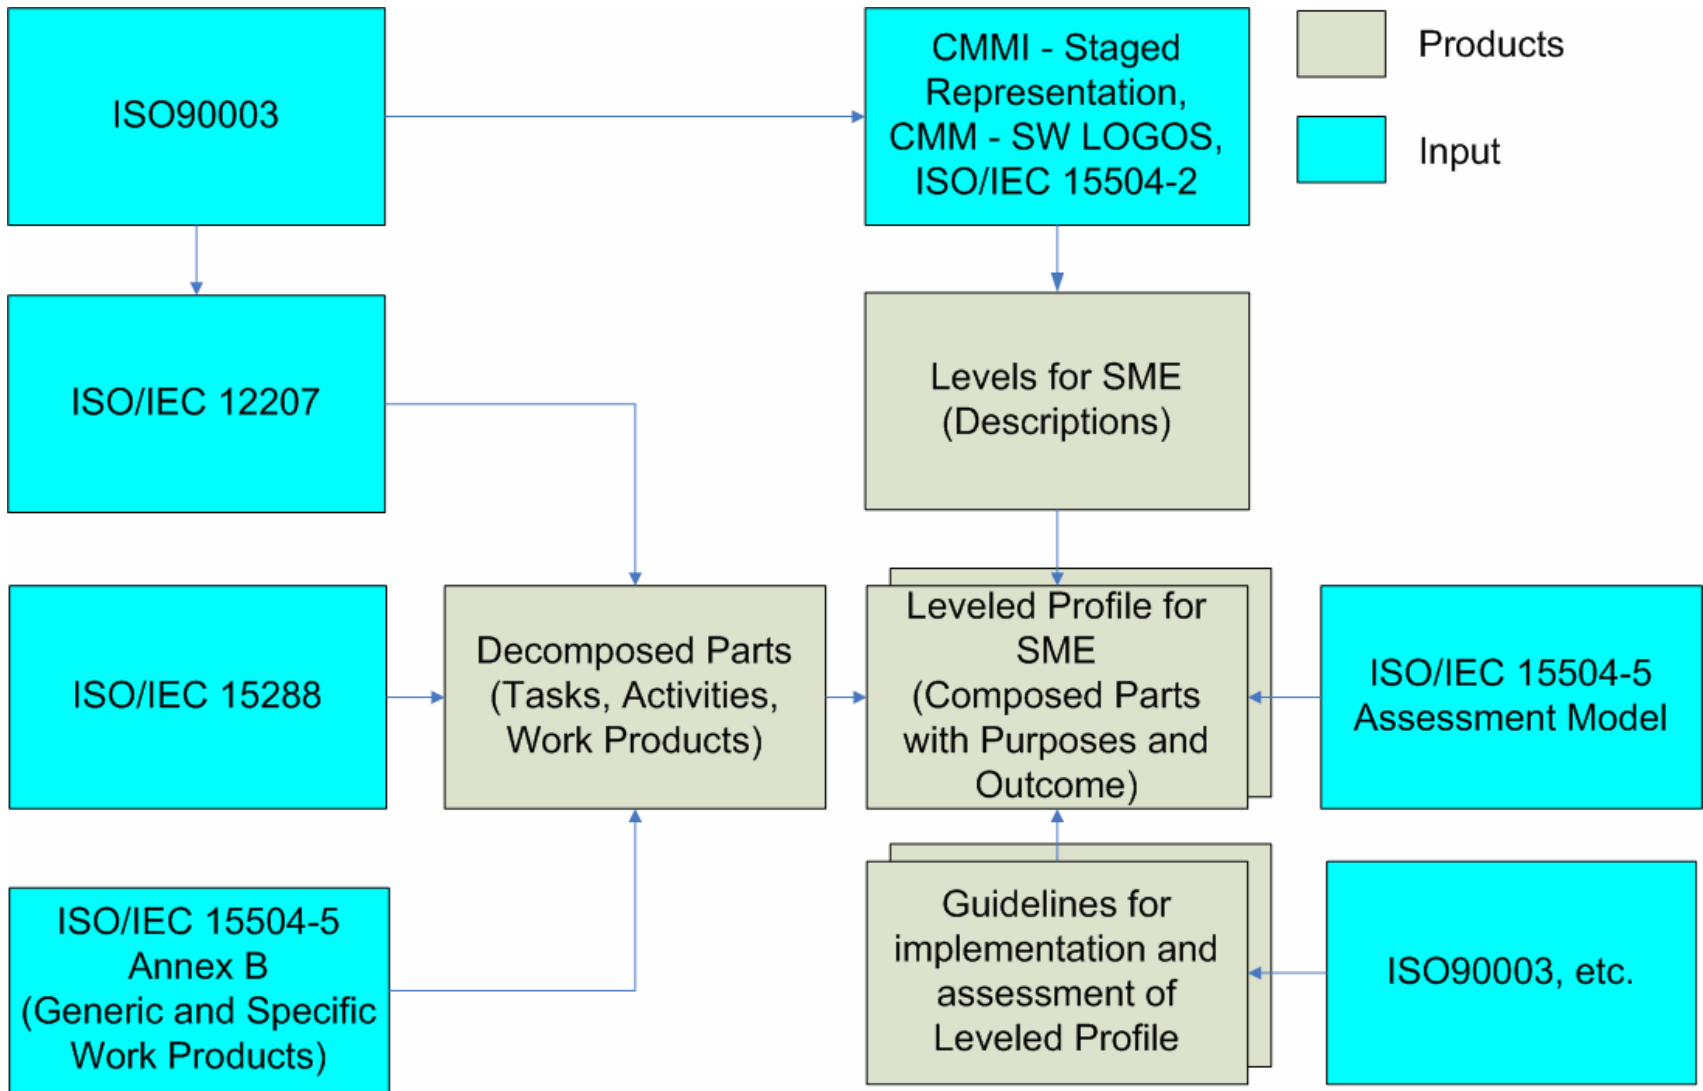 ISO90003
CMMI - Staged
Representation,
CMM - SW LOGOS,
ISO/IEC 15504-2
Products
Input
ISO/IEC 12207
Levels for SME
(Descriptions)
ISO/IEC 15288
Decomposed Parts
(Tasks, Activities,
Work Products)
Leveled Profile for
SME
(Composed Parts
with Purposes and
Outcome)
ISO/IEC 15504-5
Assessment Model
ISO/IEC 15504-5
Annex B
(Generic and Specific
Work Products)
Guidelines for
implementation and
assessment of
Leveled Profile
ISO90003, etc.